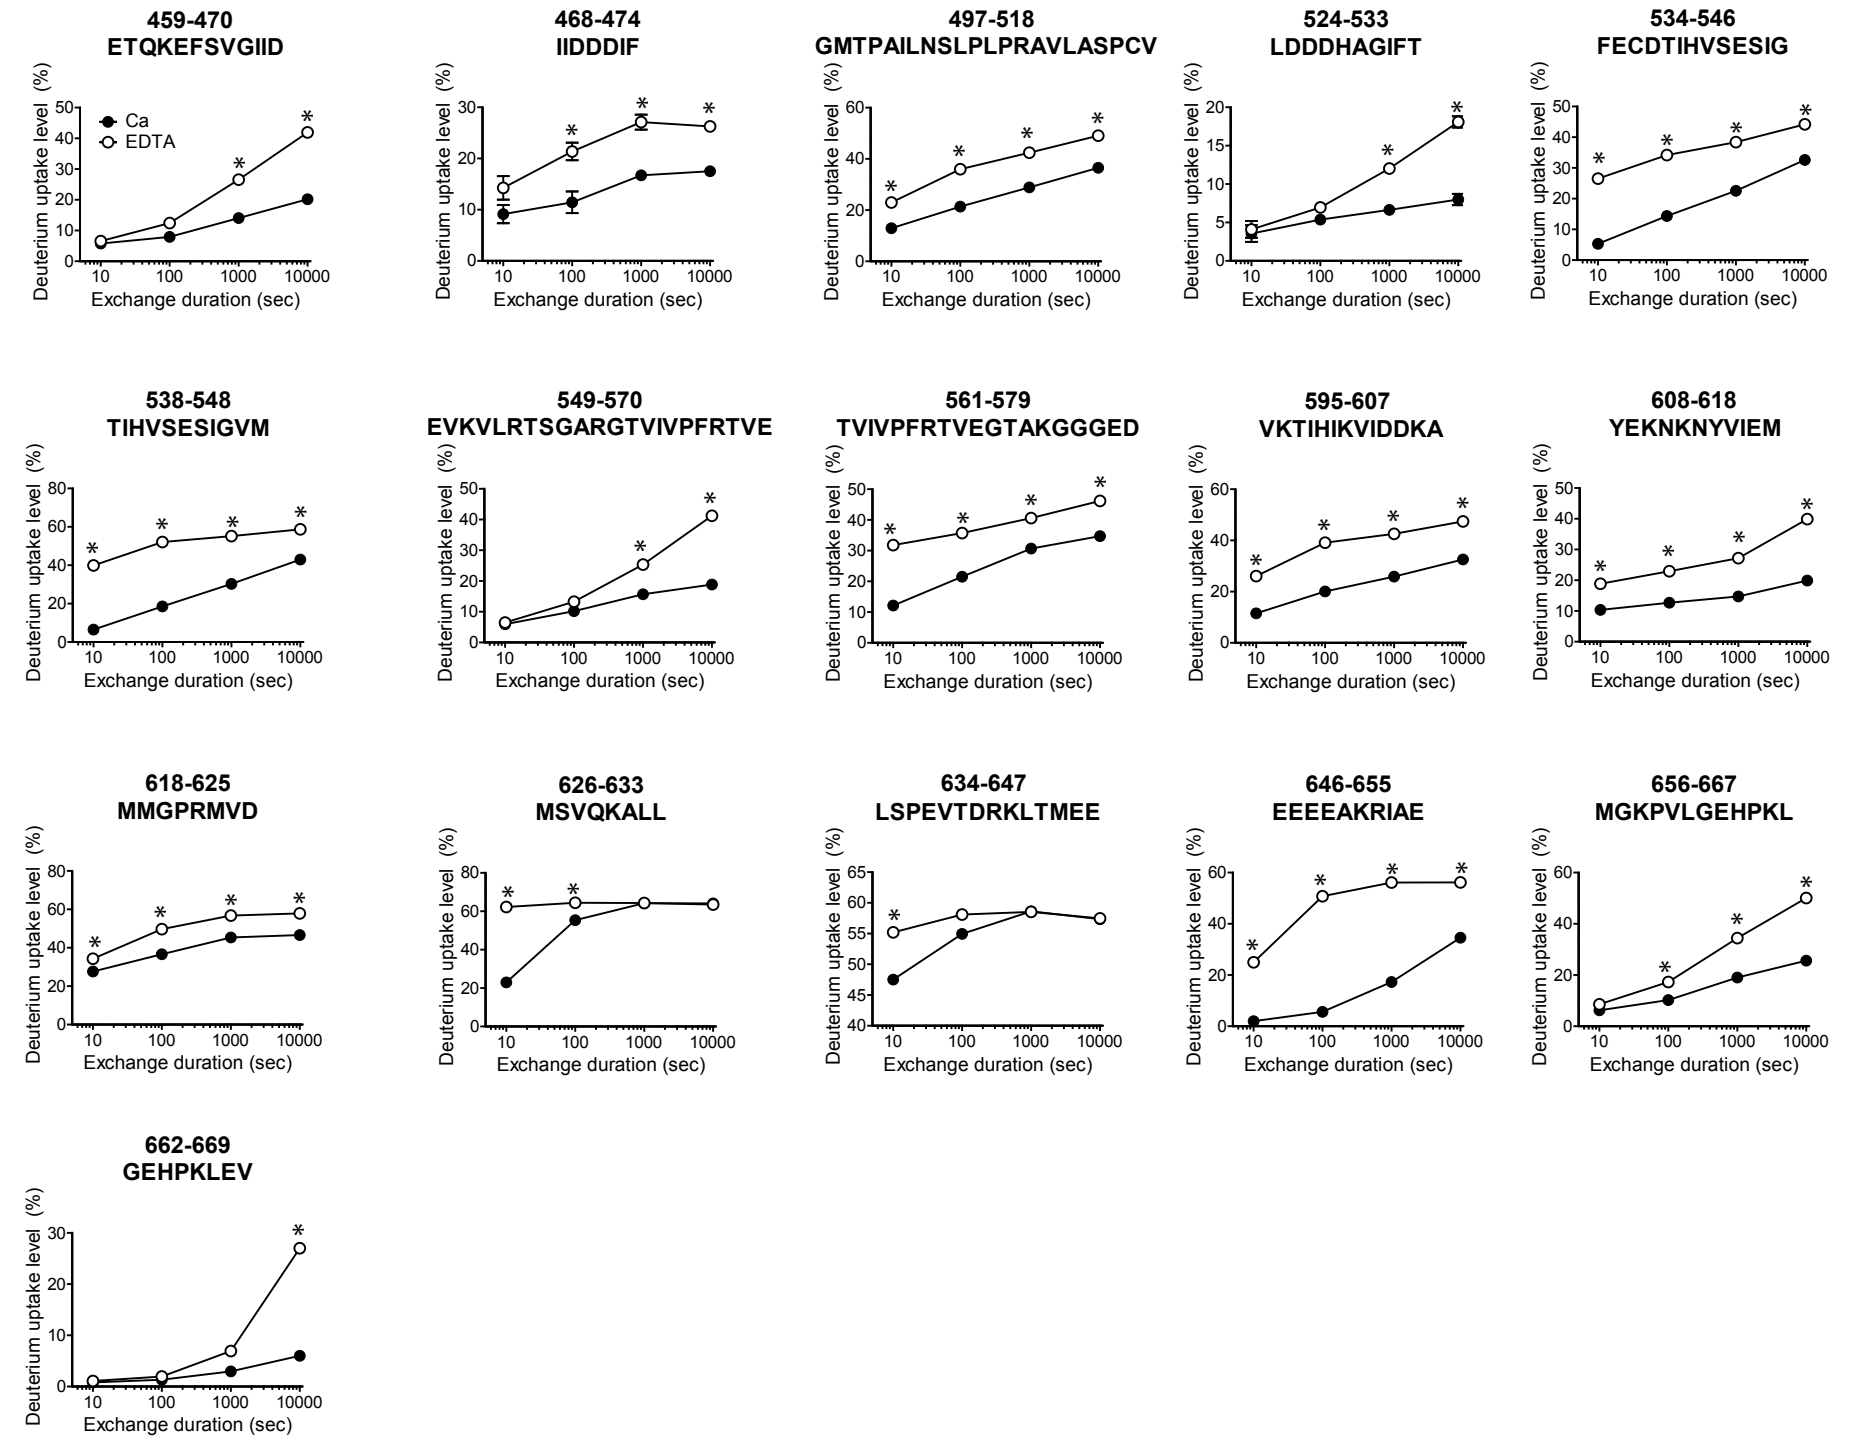 459-470
ETQKEFSVGIID
Deuterium uptake level (%)
50
40
30
20
10
0
Ca
EDTA
*
*
10 100 1000 10000
Exchange duration (sec)
468-474
IIDDDIF
Deuterium uptake level (%)
30
20
10
0
*
*
*
10 100 1000 10000
Exchange duration (sec)
497-518
GMTPAILNSLPLPRAVLASPCV
Deuterium uptake level (%)
60
40
20
0
*
*
*
*
10 100 1000 10000
Exchange duration (sec)
524-533
LDDDHAGIFT
Deuterium uptake level (%)
20
15
10
5
0
*
*
10 100 1000 10000
Exchange duration (sec)
534-546
FECDTIHVSESIG
Deuterium uptake level (%)
50
40
30
20
10
0
*
*
*
*
10 100 1000 10000
Exchange duration (sec)
538-548
TIHVSESIGVM
Deuterium uptake level (%)
80
60
40
20
0
*
*
*
*
10 100 1000 10000
Exchange duration (sec)
549-570
EVKVLRTSGARGTVIVPFRTVE
Deuterium uptake level (%)
50
40
30
20
10
0
*
*
10 100 1000 10000
Exchange duration (sec)
561-579
TVIVPFRTVEGTAKGGGED
Deuterium uptake level (%)
50
40
30
20
10
0
*
*
*
*
10 100 1000 10000
Exchange duration (sec)
595-607
VKTIHIKVIDDKA
Deuterium uptake level (%)
60
40
20
0
*
*
*
*
10 100 1000 10000
Exchange duration (sec)
608-618
YEKNKNYVIEM
Deuterium uptake level (%)
50
40
30
20
10
0
*
*
*
*
10 100 1000 10000
Exchange duration (sec)
618-625
MMGPRMVD
Deuterium uptake level (%)
80
60
40
20
0
*
*
*
*
10 100 1000 10000
Exchange duration (sec)
626-633
MSVQKALL
Deuterium uptake level (%)
80
60
40
20
0
*
*
10 100 1000 10000
Exchange duration (sec)
634-647
LSPEVTDRKLTMEE
Deuterium uptake level (%)
65
60
55
50
45
40
*
10 100 1000 10000
Exchange duration (sec)
646-655
EEEEAKRIAE
Deuterium uptake level (%)
60
40
20
0
*
*
*
*
10 100 1000 10000
Exchange duration (sec)
656-667
MGKPVLGEHPKL
Deuterium uptake level (%)
60
40
20
0
*
*
*
10 100 1000 10000
Exchange duration (sec)
662-669
GEHPKLEV
Deuterium uptake level (%)
30
20
10
0
*
10 100 1000 10000
Exchange duration (sec)